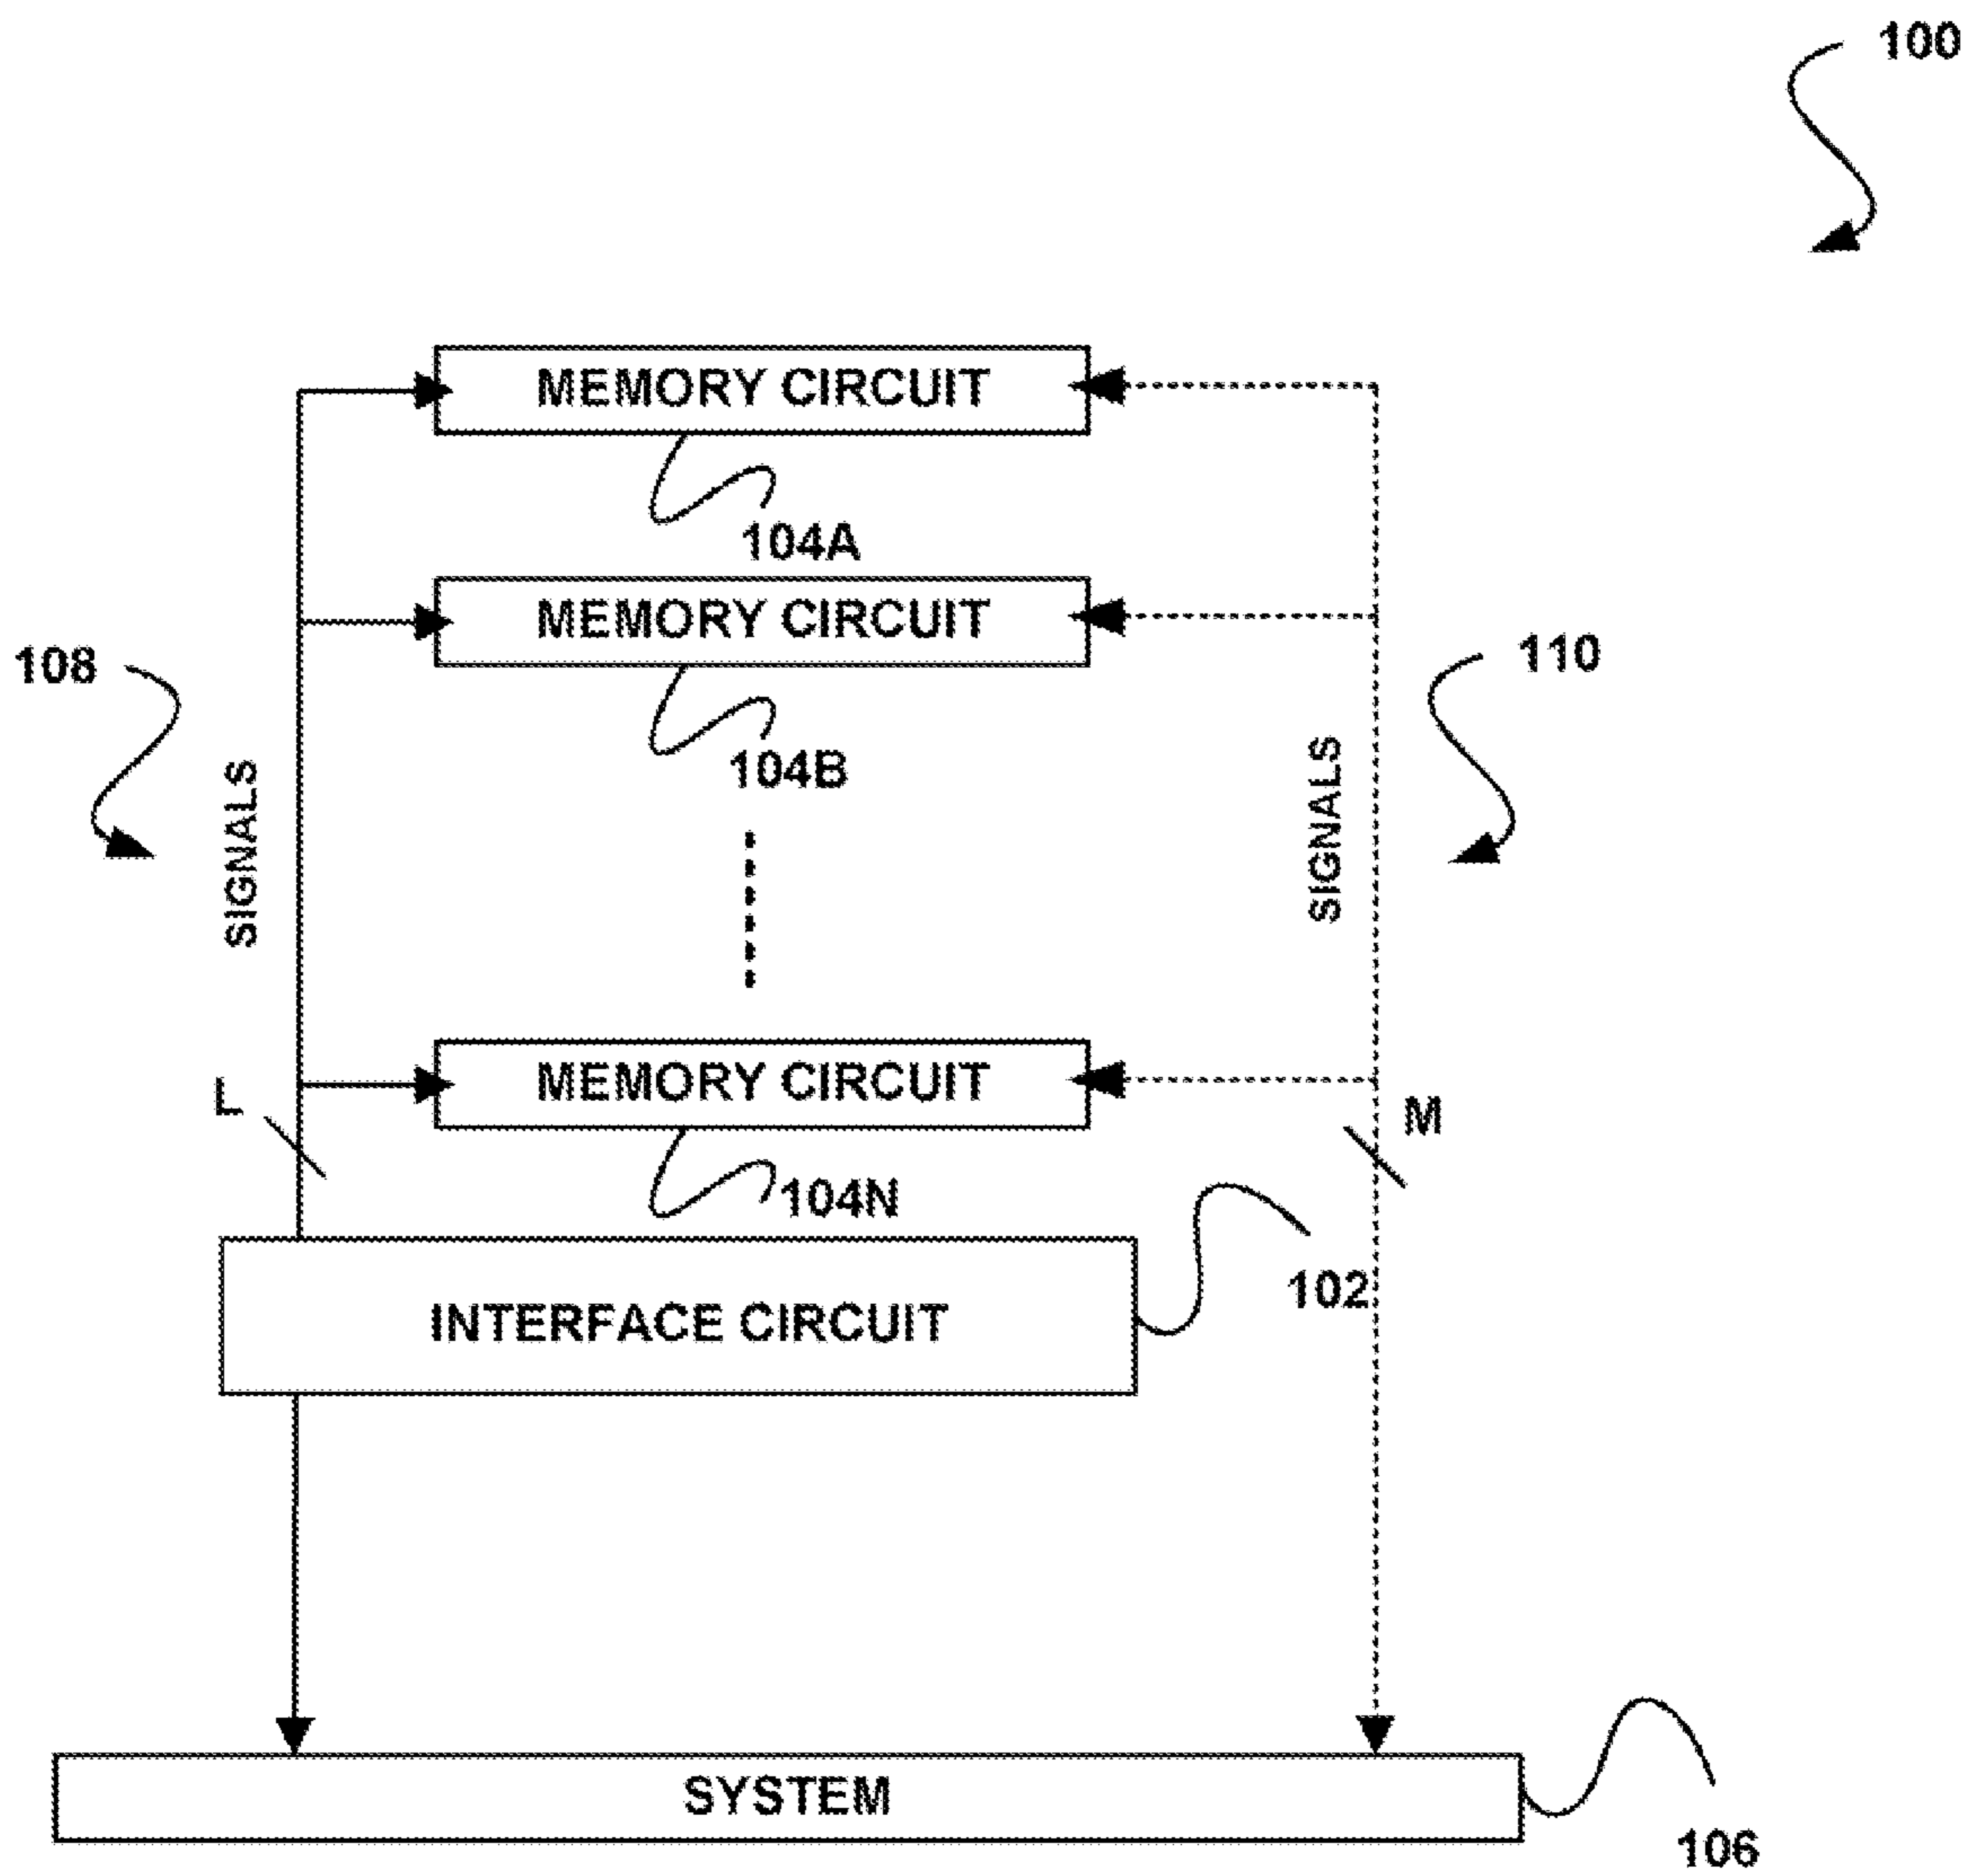 100
MEMORY CIRCUIT
104A
MEMORY CIRCUIT
108
110
104B
SIGNALS
SIGNALS
MEMORY CIRCUIT
L
M
104N
102
INTERFACE CIRCUIT
SYSTEM
106